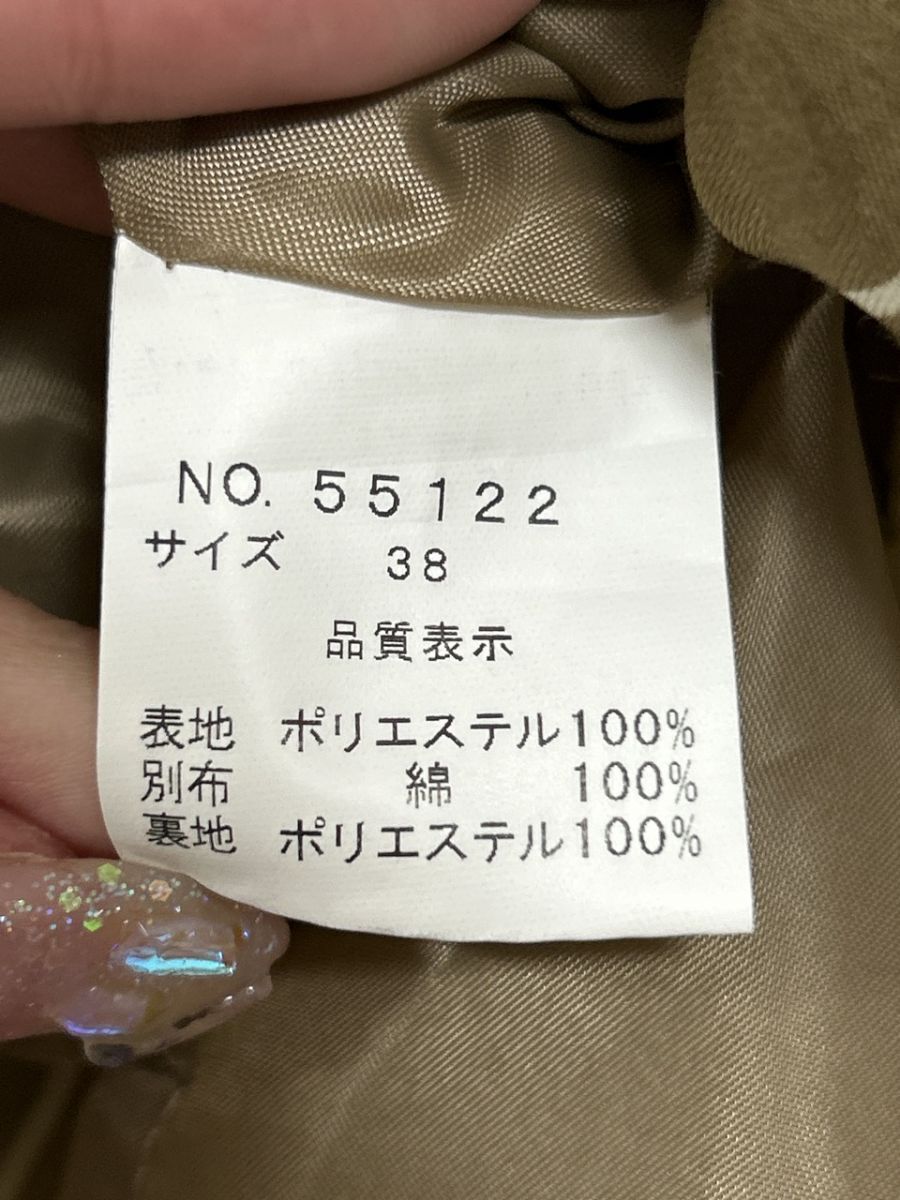 NO. 55122
サイズ 38
品質表示
表地 ポリエステル100%
別布 綿 100%
裏地 ポリエステル100%